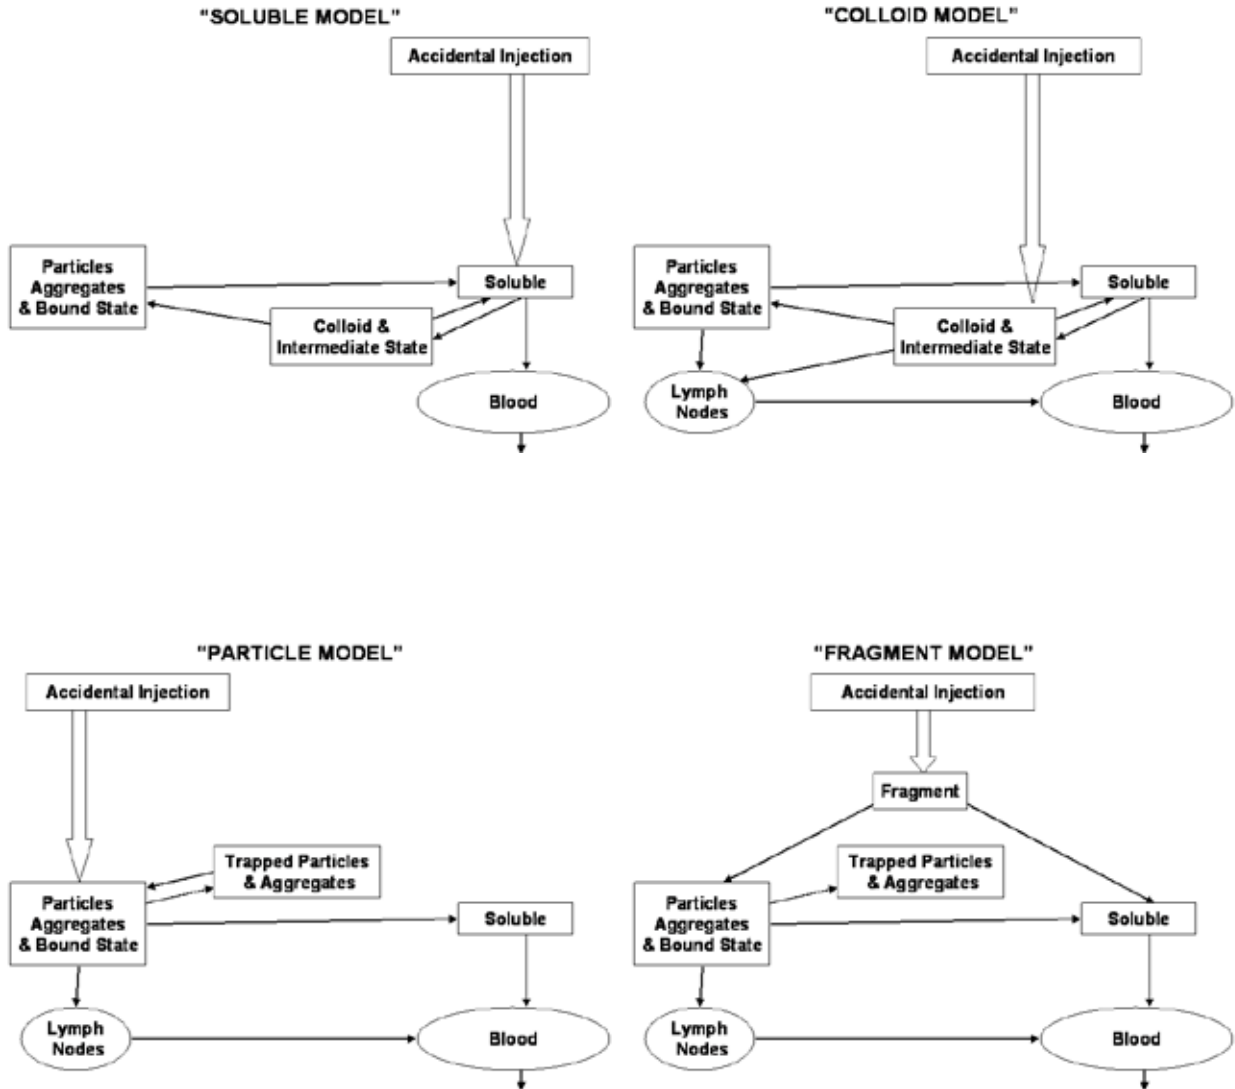 "SOLUBLE MODEL"
Accidental Injection
Particles
Aggregates
& Bound State
Soluble
Colloid &
Intermediate State
Blood
"COLLOID MODEL"
Accidental Injection
Particles
Aggregates
& Bound State
Soluble
Colloid &
Intermediate State
Lymph
Nodes
Blood
"PARTICLE MODEL"
Accidental Injection
Trapped Particles
& Aggregates
Particles
Aggregates
& Bound State
Soluble
Lymph
Nodes
Blood
"FRAGMENT MODEL"
Accidental Injection
Fragment
Trapped Particles
& Aggregates
Particles
Aggregates
& Bound State
Soluble
Lymph
Nodes
Blood